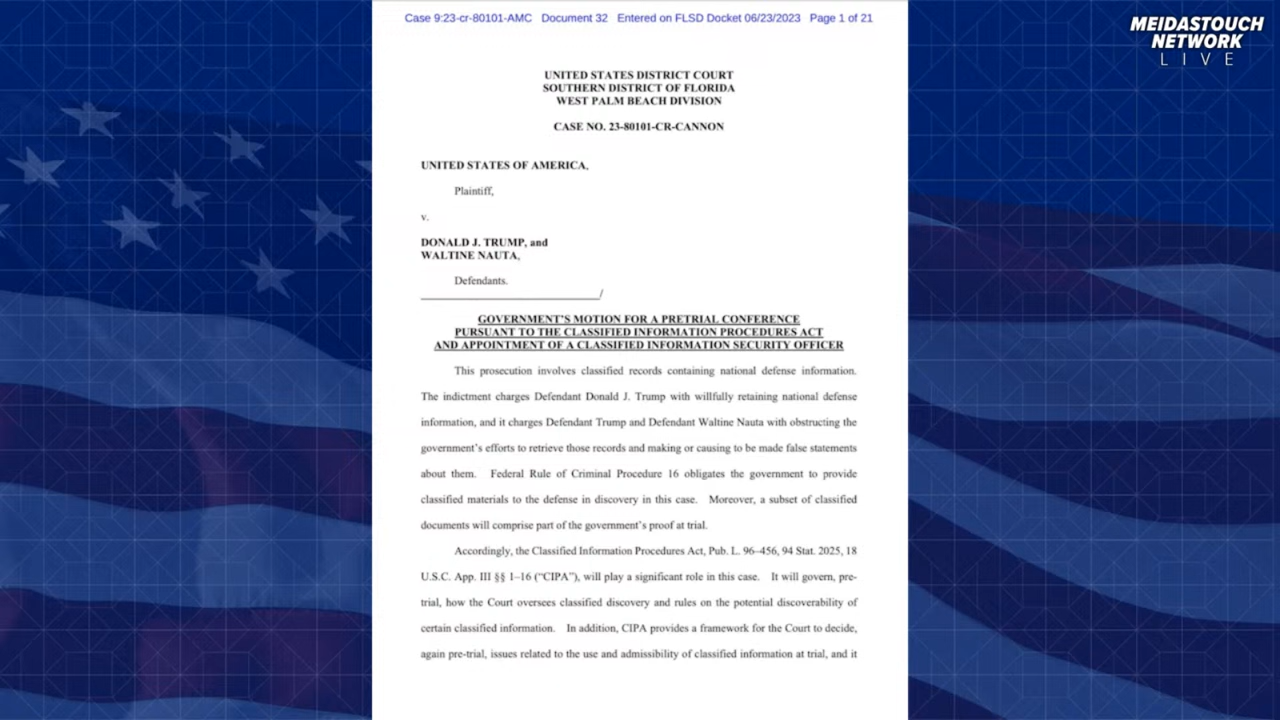 Case 9:23-cr-80101-AMC Document 32 Entered on FLSD Docket 06/23/2023 Page 1 of 21
MEIDASTOUCH
NETWORK
LIVE
UNITED STATES DISTRICT COURT
SOUTHERN DISTRICT OF FLORIDA
WEST PALM BEACH DIVISION
CASE NO. 23-80101-CR-CANNON
UNITED STATES OF AMERICA,
Plaintiff,
v.
DONALD J. TRUMP, and
WALTINE NAUTA,
Defendants.
____________________________/
GOVERNMENT'S MOTION FOR A PRETRIAL CONFERENCE
PURSUANT TO THE CLASSIFIED INFORMATION PROCEDURES ACT
AND APPOINTMENT OF A CLASSIFIED INFORMATION SECURITY OFFICER
This prosecution involves classified records containing national defense information.
The indictment charges Defendant Donald J. Trump with willfully retaining national defense
information, and it charges Defendant Trump and Defendant Waltine Nauta with obstructing the
government's efforts to retrieve those records and making or causing to be made false statements
about them. Federal Rule of Criminal Procedure 16 obligates the government to provide
classified materials to the defense in discovery in this case. Moreover, a subset of classified
documents will comprise part of the government's proof at trial.
Accordingly, the Classified Information Procedures Act, Pub. L. 96–456, 94 Stat. 2025, 18
U.S.C. App. III §§ 1–16 (“CIPA”), will play a significant role in this case. It will govern, pre-
trial, how the Court oversees classified discovery and rules on the potential discoverability of
certain classified information. In addition, CIPA provides a framework for the Court to decide,
again pre-trial, issues related to the use and admissibility of classified information at trial, and it